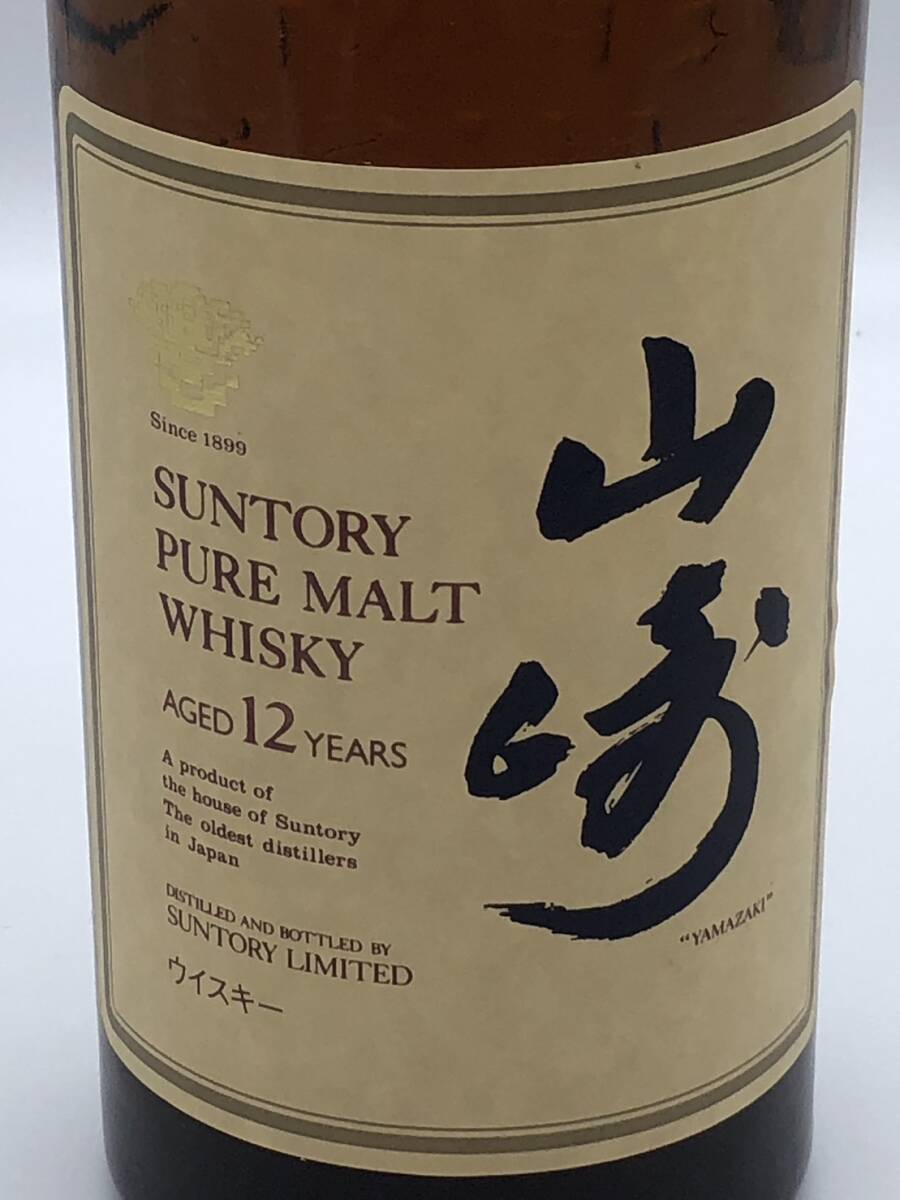 Since 1899
SUNTORY
PURE MALT
WHISKY
AGED 12 YEARS
A product of
the house of Suntory
The oldest distillers
in Japan
DISTILLED AND BOTTLED BY
SUNTORY LIMITED
ウイスキー
山崎
"YAMAZAKI"